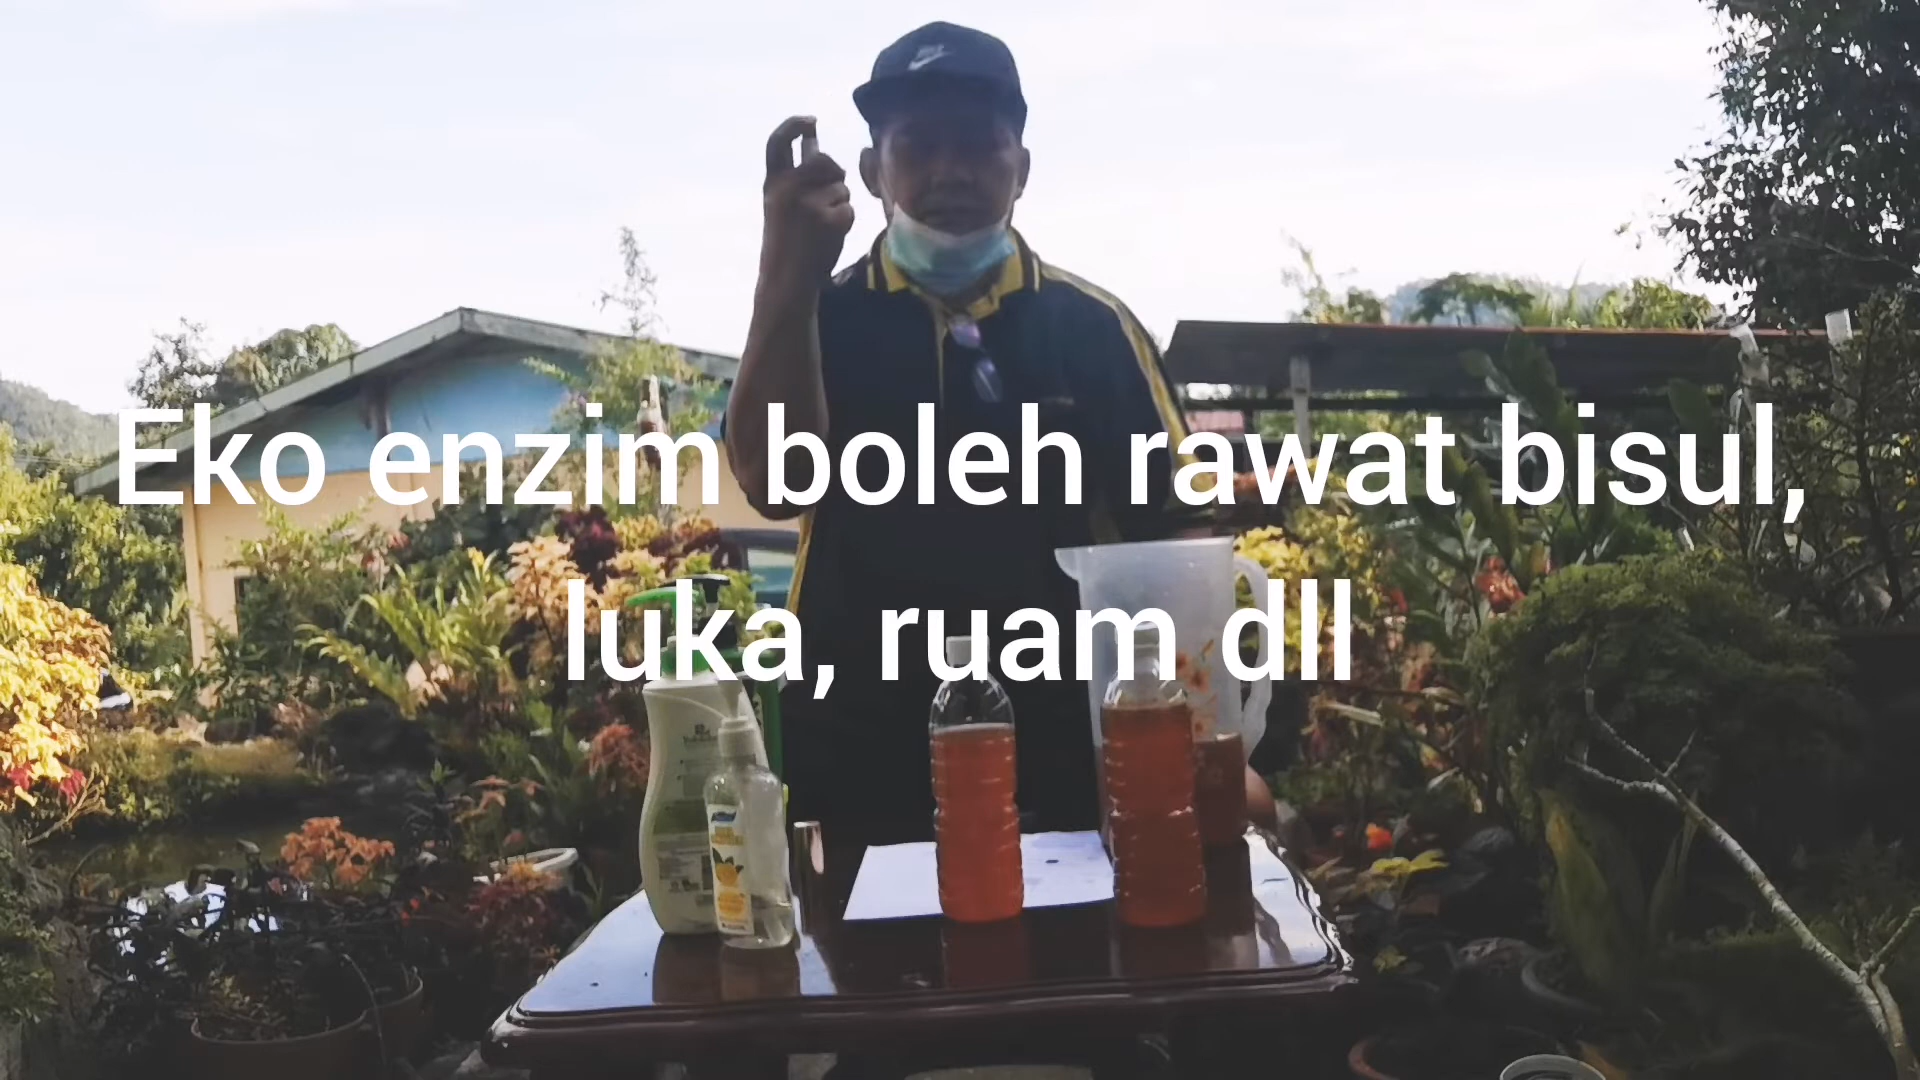 Eko enzim boleh rawat bisul,
luka, ruam dll